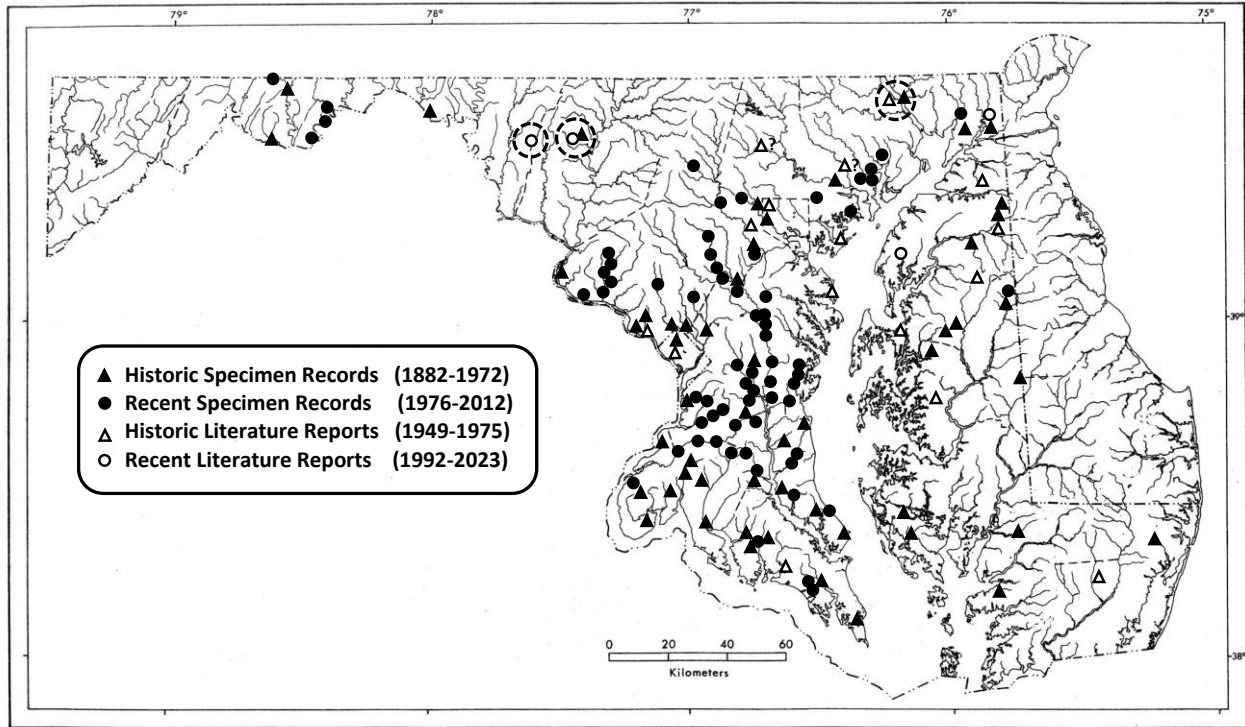 79° 78° 77° 76° 75°
?
?
39°
▲ Historic Specimen Records (1882-1972)
● Recent Specimen Records (1976-2012)
△ Historic Literature Reports (1949-1975)
○ Recent Literature Reports (1992-2023)
38°
0 20 40 60
Kilometers